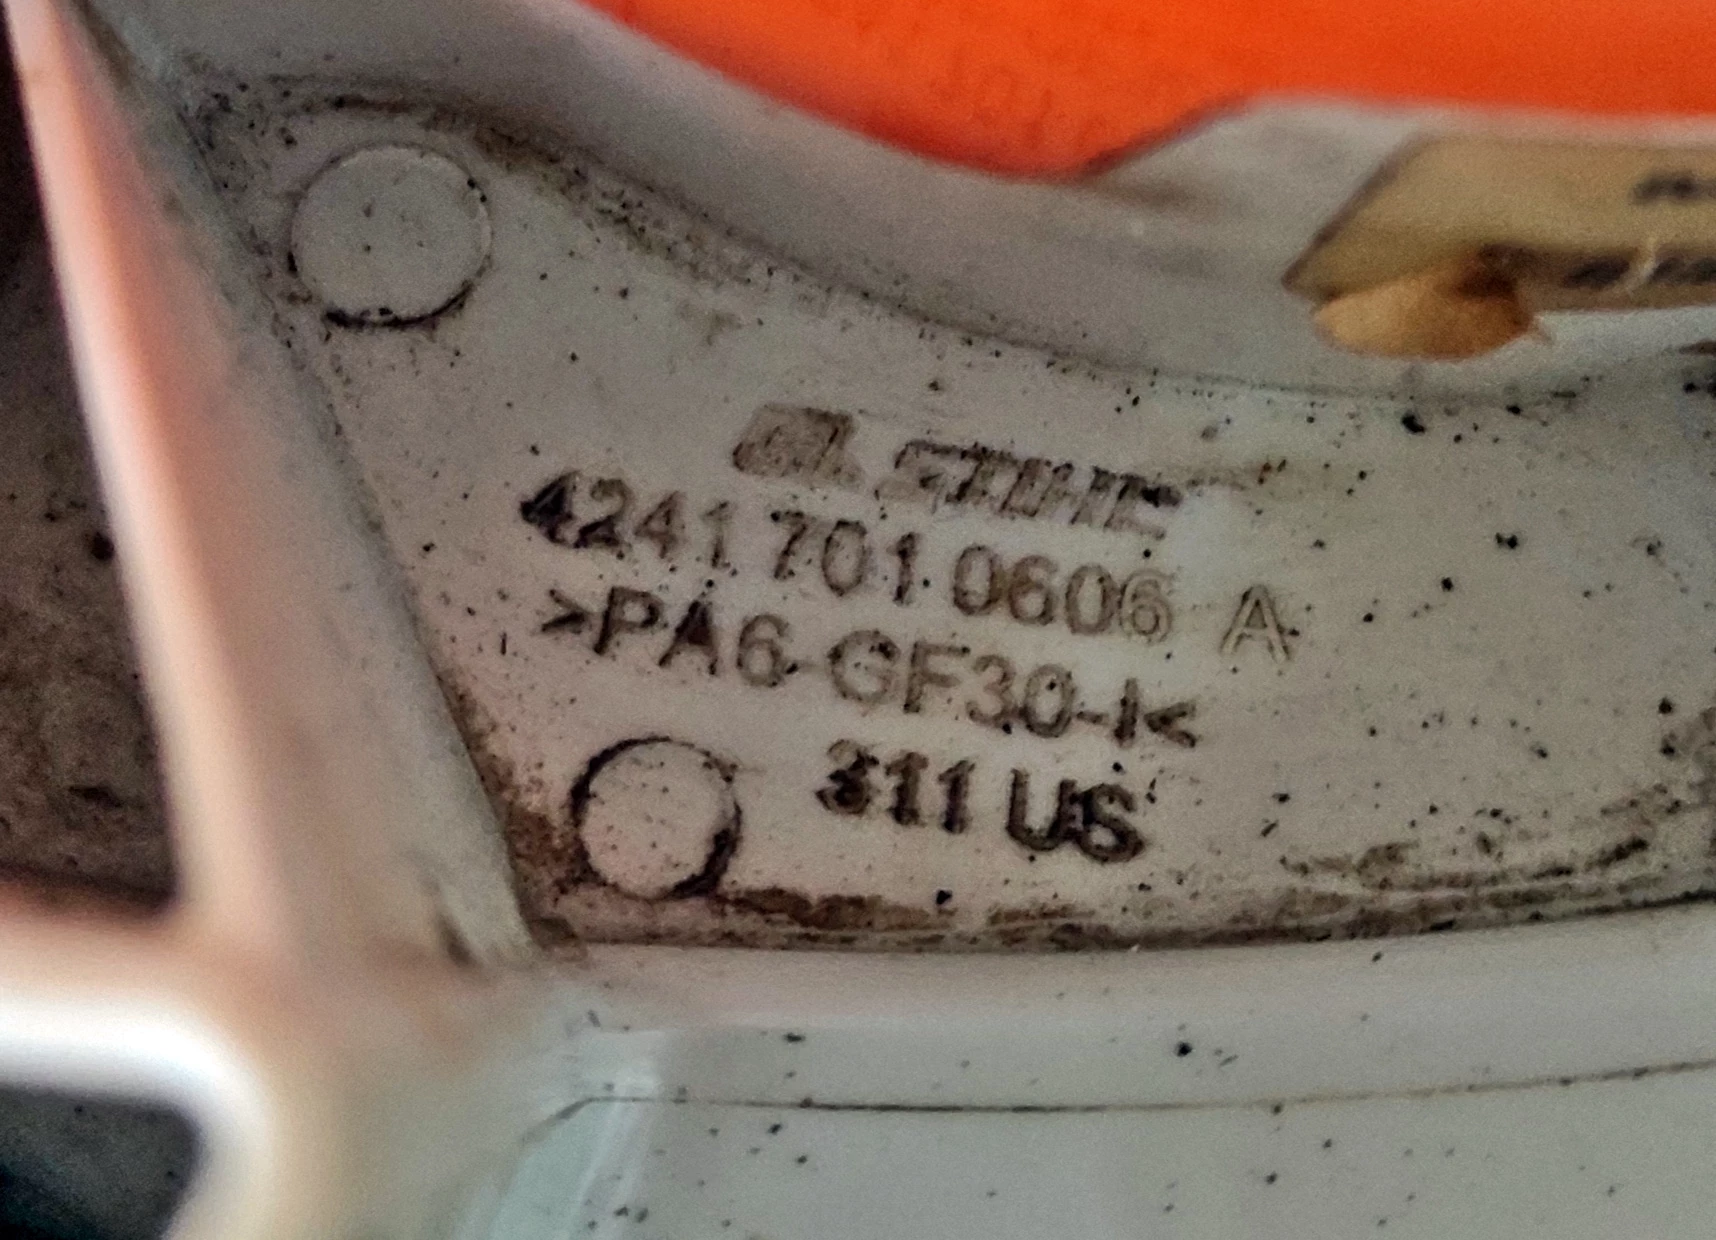 STIHL
4241 701 0606 A
>PA6-GF30-I<
311 US